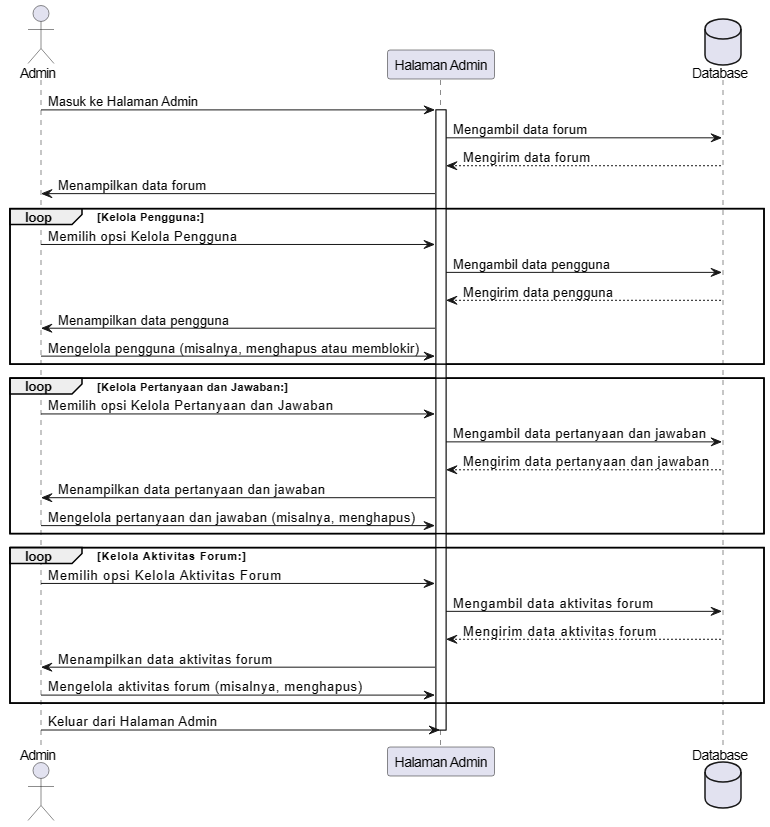 Admin
Halaman Admin
Database
Masuk ke Halaman Admin
Mengambil data forum
Mengirim data forum
Menampilkan data forum
loop [Kelola Pengguna:]
Memilih opsi Kelola Pengguna
Mengambil data pengguna
Mengirim data pengguna
Menampilkan data pengguna
Mengelola pengguna (misalnya, menghapus atau memblokir)
loop [Kelola Pertanyaan dan Jawaban:]
Memilih opsi Kelola Pertanyaan dan Jawaban
Mengambil data pertanyaan dan jawaban
Mengirim data pertanyaan dan jawaban
Menampilkan data pertanyaan dan jawaban
Mengelola pertanyaan dan jawaban (misalnya, menghapus)
loop [Kelola Aktivitas Forum:]
Memilih opsi Kelola Aktivitas Forum
Mengambil data aktivitas forum
Mengirim data aktivitas forum
Menampilkan data aktivitas forum
Mengelola aktivitas forum (misalnya, menghapus)
Keluar dari Halaman Admin
Admin
Halaman Admin
Database